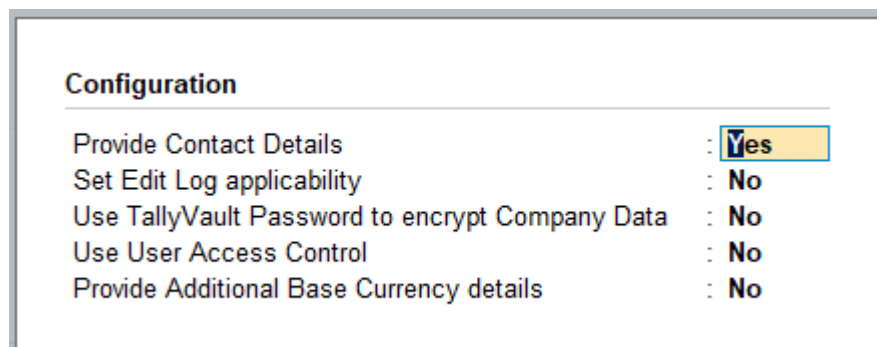 Configuration
Provide Contact Details : Yes
Set Edit Log applicability : No
Use TallyVault Password to encrypt Company Data : No
Use User Access Control : No
Provide Additional Base Currency details : No